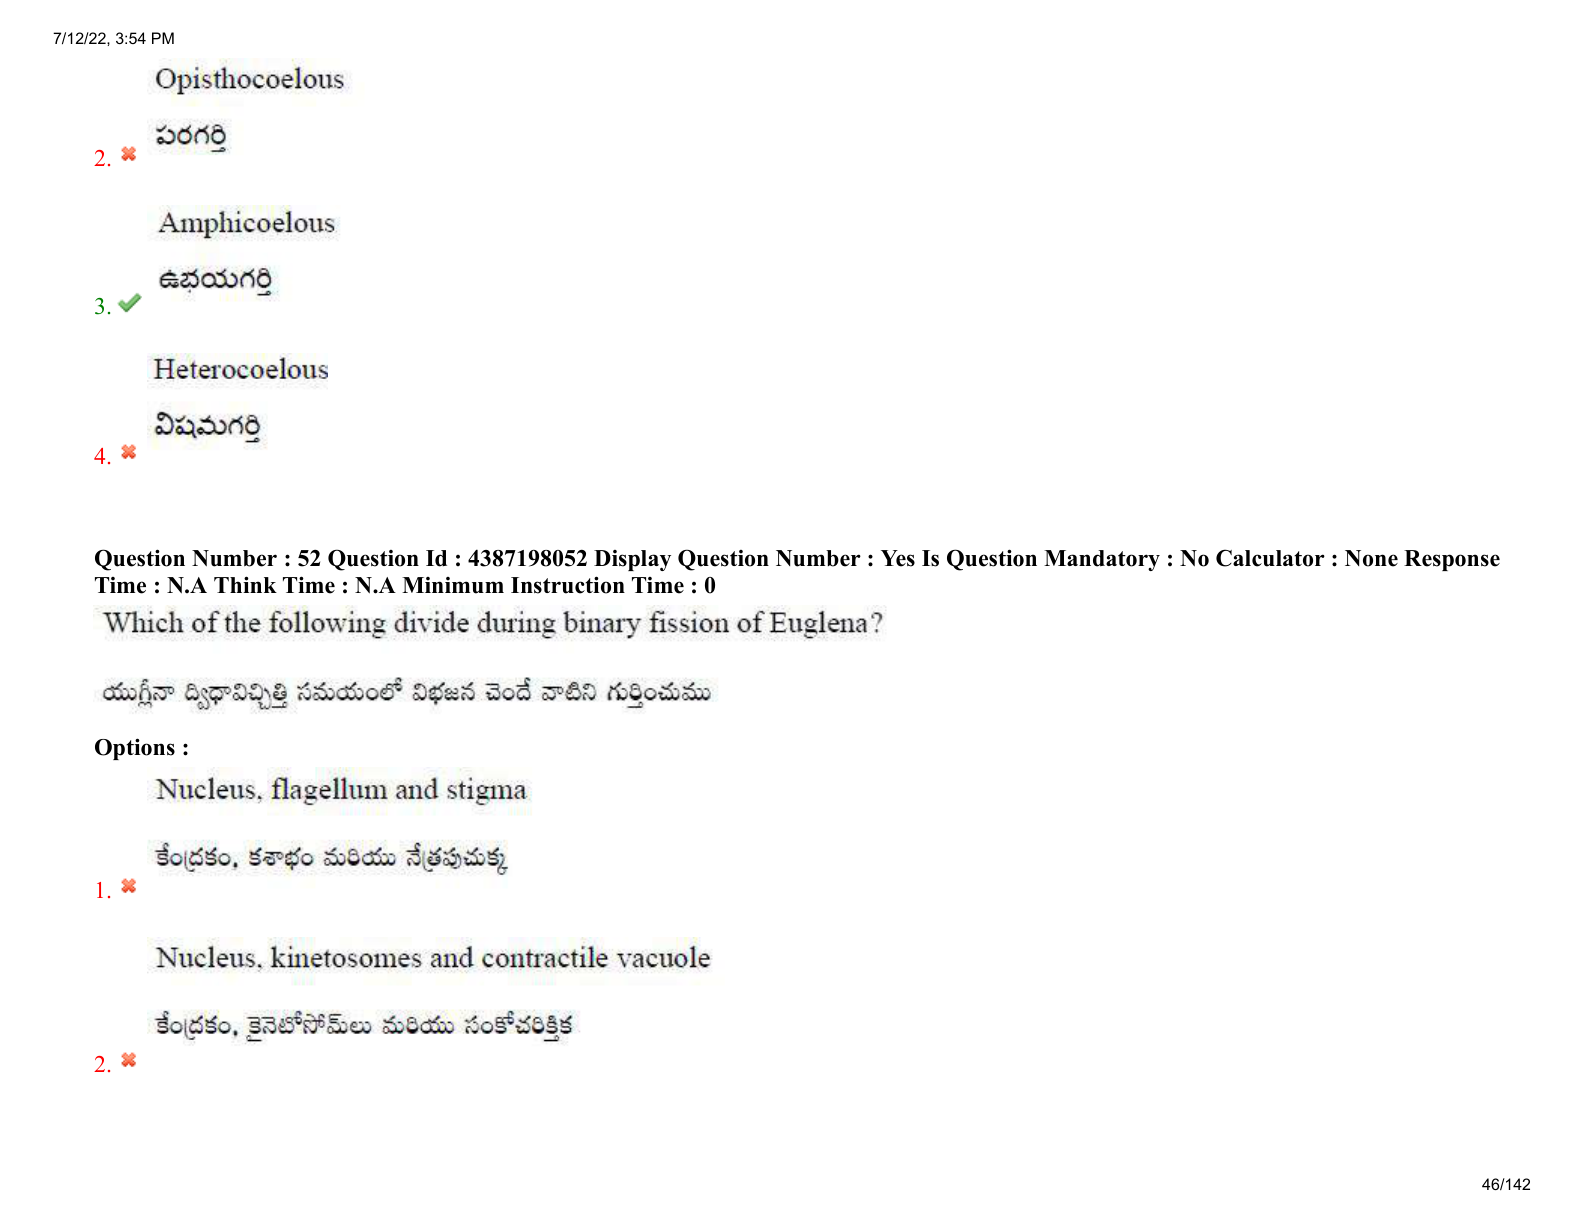 7/12/22, 3:54 PM
Opisthocoelous
పరగర్తి
2.
Amphicoelous
ఉభయగర్తి
3.
Heterocoelous
విషమగర్తి
4.
Question Number : 52 Question Id : 4387198052 Display Question Number : Yes Is Question Mandatory : No Calculator : None Response
Time : N.A Think Time : N.A Minimum Instruction Time : 0
Which of the following divide during binary fission of Euglena?
యుగ్లీనా ద్విధావిచ్ఛిత్తి సమయంలో విభజన చెందే వాటిని గుర్తించుము
Options :
Nucleus, flagellum and stigma
కేంద్రకం, కశాభం మరియు నేత్రపుచుక్క
1.
Nucleus, kinetosomes and contractile vacuole
కేంద్రకం, కైనెటోసోమ్‌లు మరియు సంకోచరిక్తిక
2.
46/142